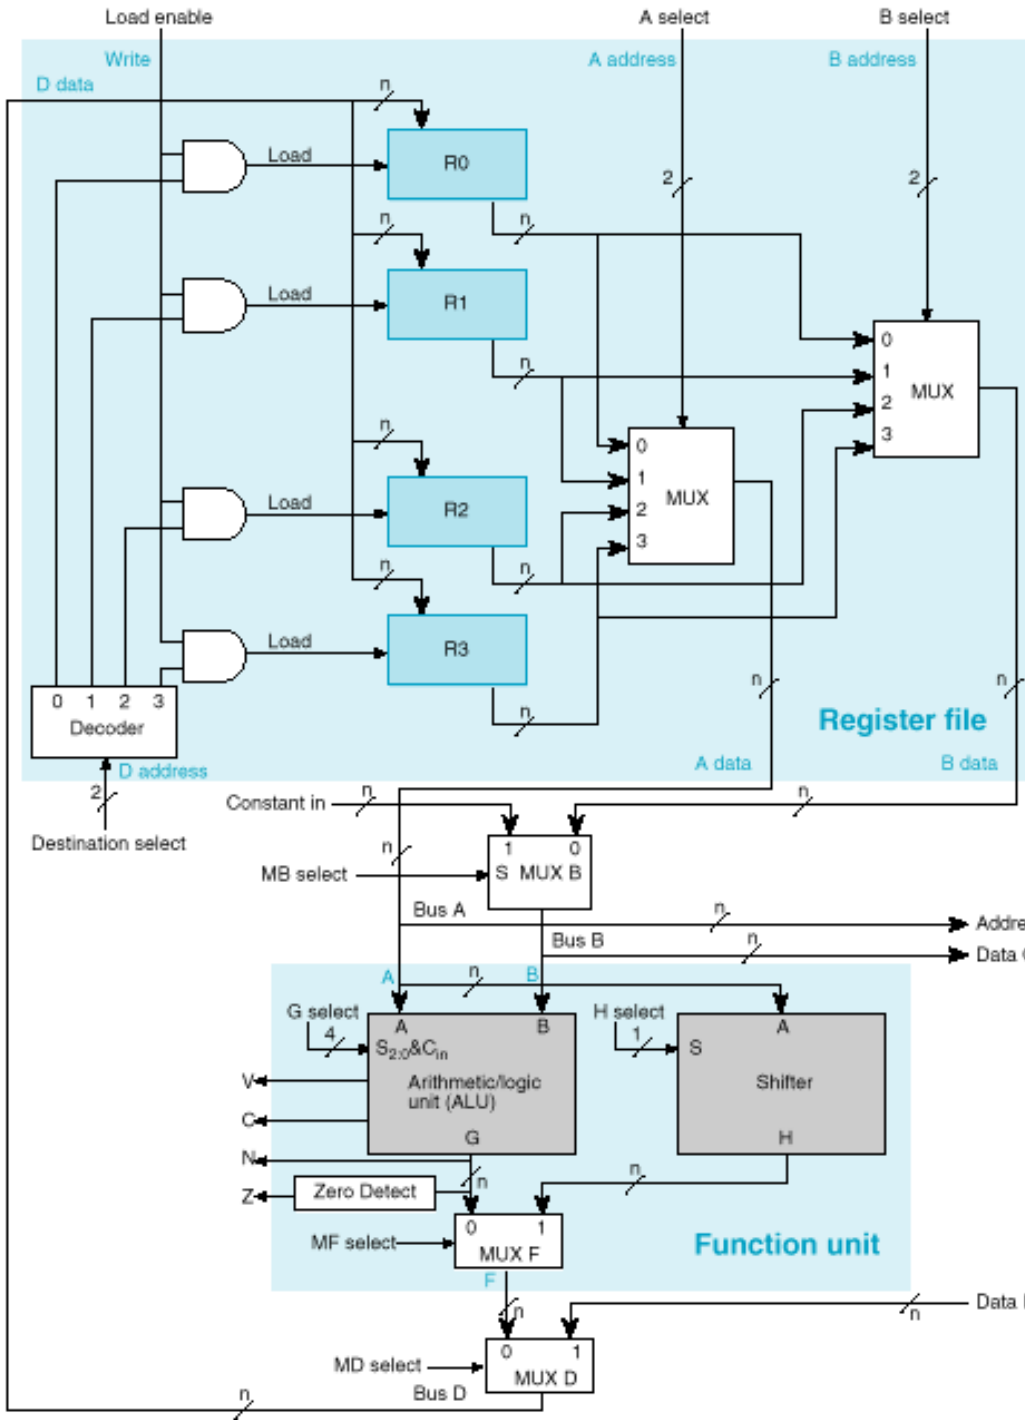 Load enable
A select
B select
Write
A address
B address
D data
n
Load
R0
2
2
n
n
Load
R1
n
0
1
2
3
MUX
n
0
1
2
3
MUX
Load
R2
n
n
Load
R3
n
n
n
0 1 2 3
Decoder
Register file
D address
A data
B data
2
Destination select
Constant in
n
n
n
1 0
S MUX B
MB select
Bus A
n
Bus B
n
A
n
B
G select
4
A
B
S2:0&Cin
Arithmetic/logic
unit (ALU)
G
H select
1
A
S
Shifter
H
V
C
N
Z
Zero Detect
n
n
0 1
MUX F
MF select
F
Function unit
n
n
Data
0 1
MUX D
MD select
Bus D
n